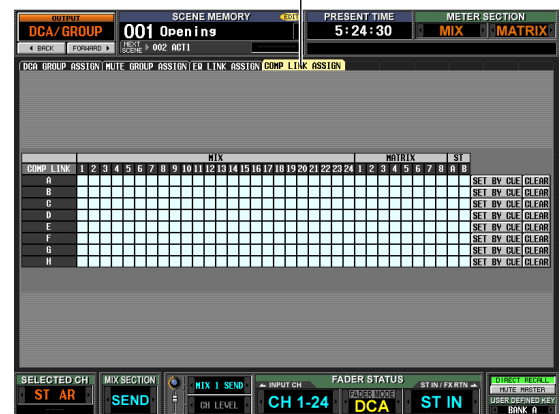 OUTPUT
DCA/GROUP
BACK FORWARD
SCENE MEMORY EDIT
001 Opening
NEXT SCENE 002 ACT1
PRESENT TIME
5:24:30
METER SECTION
MIX MATRIX
DCA GROUP ASSIGN MUTE GROUP ASSIGN EQ LINK ASSIGN COMP LINK ASSIGN
MIX MATRIX ST
COMP LINK 1 2 3 4 5 6 7 8 9 10 11 12 13 14 15 16 17 18 19 20 21 22 23 24 1 2 3 4 5 6 7 8 A B
A SET BY CUE CLEAR
B SET BY CUE CLEAR
C SET BY CUE CLEAR
D SET BY CUE CLEAR
E SET BY CUE CLEAR
F SET BY CUE CLEAR
G SET BY CUE CLEAR
H SET BY CUE CLEAR
SELECTED CH
ST AR
MIX SECTION
SEND
MIX 1 SEND
CH LEVEL
FADER STATUS
INPUT CH
CH 1-24
FADER MODE
DCA
ST IN / FX RTN
ST IN
DIRECT RECALL
MUTE MASTER
USER DEFINED KEY
BANK A